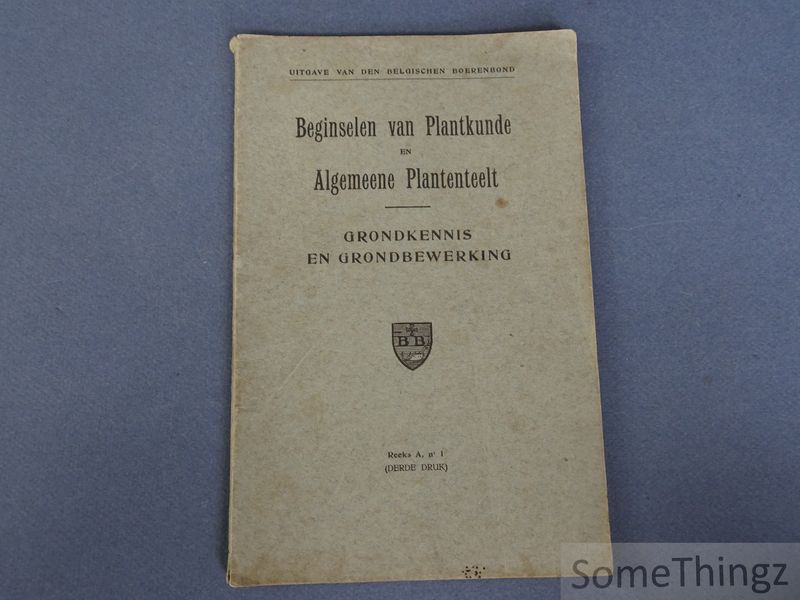 UITGAVE VAN DEN BELGISCHEN BOERENBOND
Beginselen van Plantkunde
EN
Algemeene Plantenteelt
GRONDKENNIS
EN GRONDBEWERKING
BB
Reeks A, nr 1
(DERDE DRUK)
SomeThingz